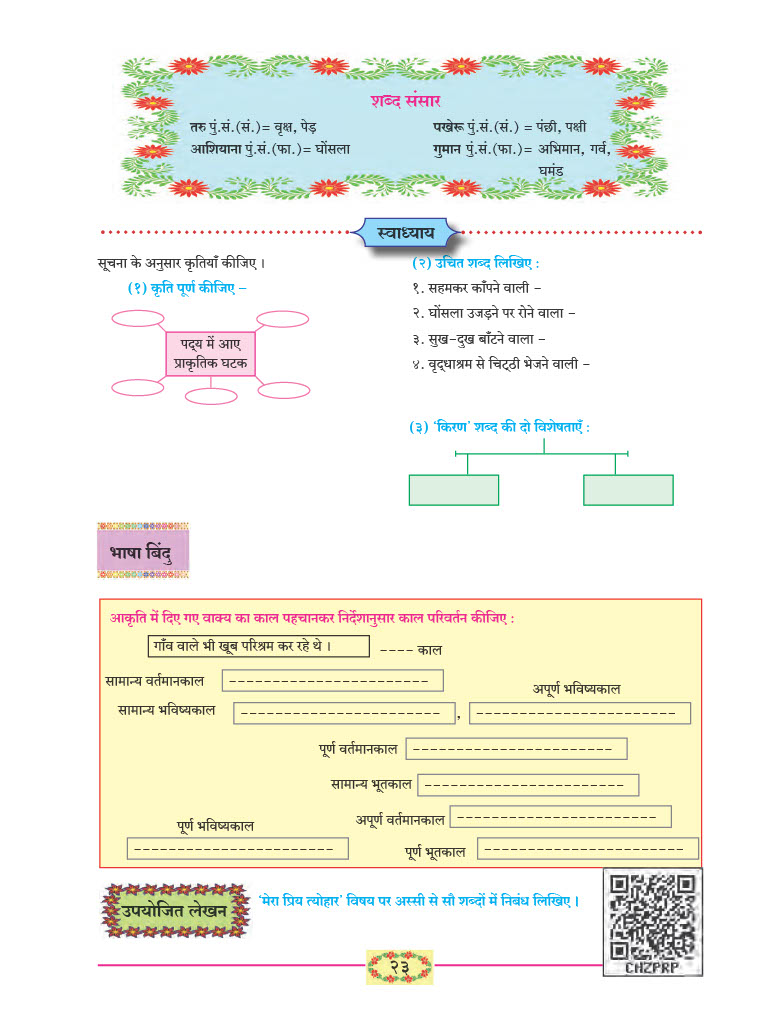 शब्द संसार
तरु पुं.सं.(सं.)= वृक्ष, पेड़
आशियाना पुं.सं.(फा.)= घोंसला
पखेरू पुं.सं.(सं.) = पंछी, पक्षी
गुमान पुं.सं.(फा.)= अभिमान, गर्व,
घमंड
स्वाध्याय
सूचना के अनुसार कृतियाँ कीजिए ।
(१) कृति पूर्ण कीजिए –
पद्य में आए
प्राकृतिक घटक
(२) उचित शब्द लिखिए :
१. सहमकर काँपने वाली –
२. घोंसला उजड़ने पर रोने वाला –
३. सुख-दुख बाँटने वाला –
४. वृद्धाश्रम से चिट्ठी भेजने वाली –
(३) ‘किरण’ शब्द की दो विशेषताएँ :
भाषा बिंदु
आकृति में दिए गए वाक्य का काल पहचानकर निर्देशानुसार काल परिवर्तन कीजिए :
गाँव वाले भी खूब परिश्रम कर रहे थे ।
---- काल
सामान्य वर्तमानकाल -----------------------
अपूर्ण भविष्यकाल
सामान्य भविष्यकाल ----------------------- , -----------------------
पूर्ण वर्तमानकाल -----------------------
सामान्य भूतकाल -----------------------
अपूर्ण वर्तमानकाल -----------------------
पूर्ण भविष्यकाल
-----------------------
पूर्ण भूतकाल -----------------------
उपयोजित लेखन
‘मेरा प्रिय त्योहार’ विषय पर अस्सी से सौ शब्दों में निबंध लिखिए ।
२३
CHZPRP